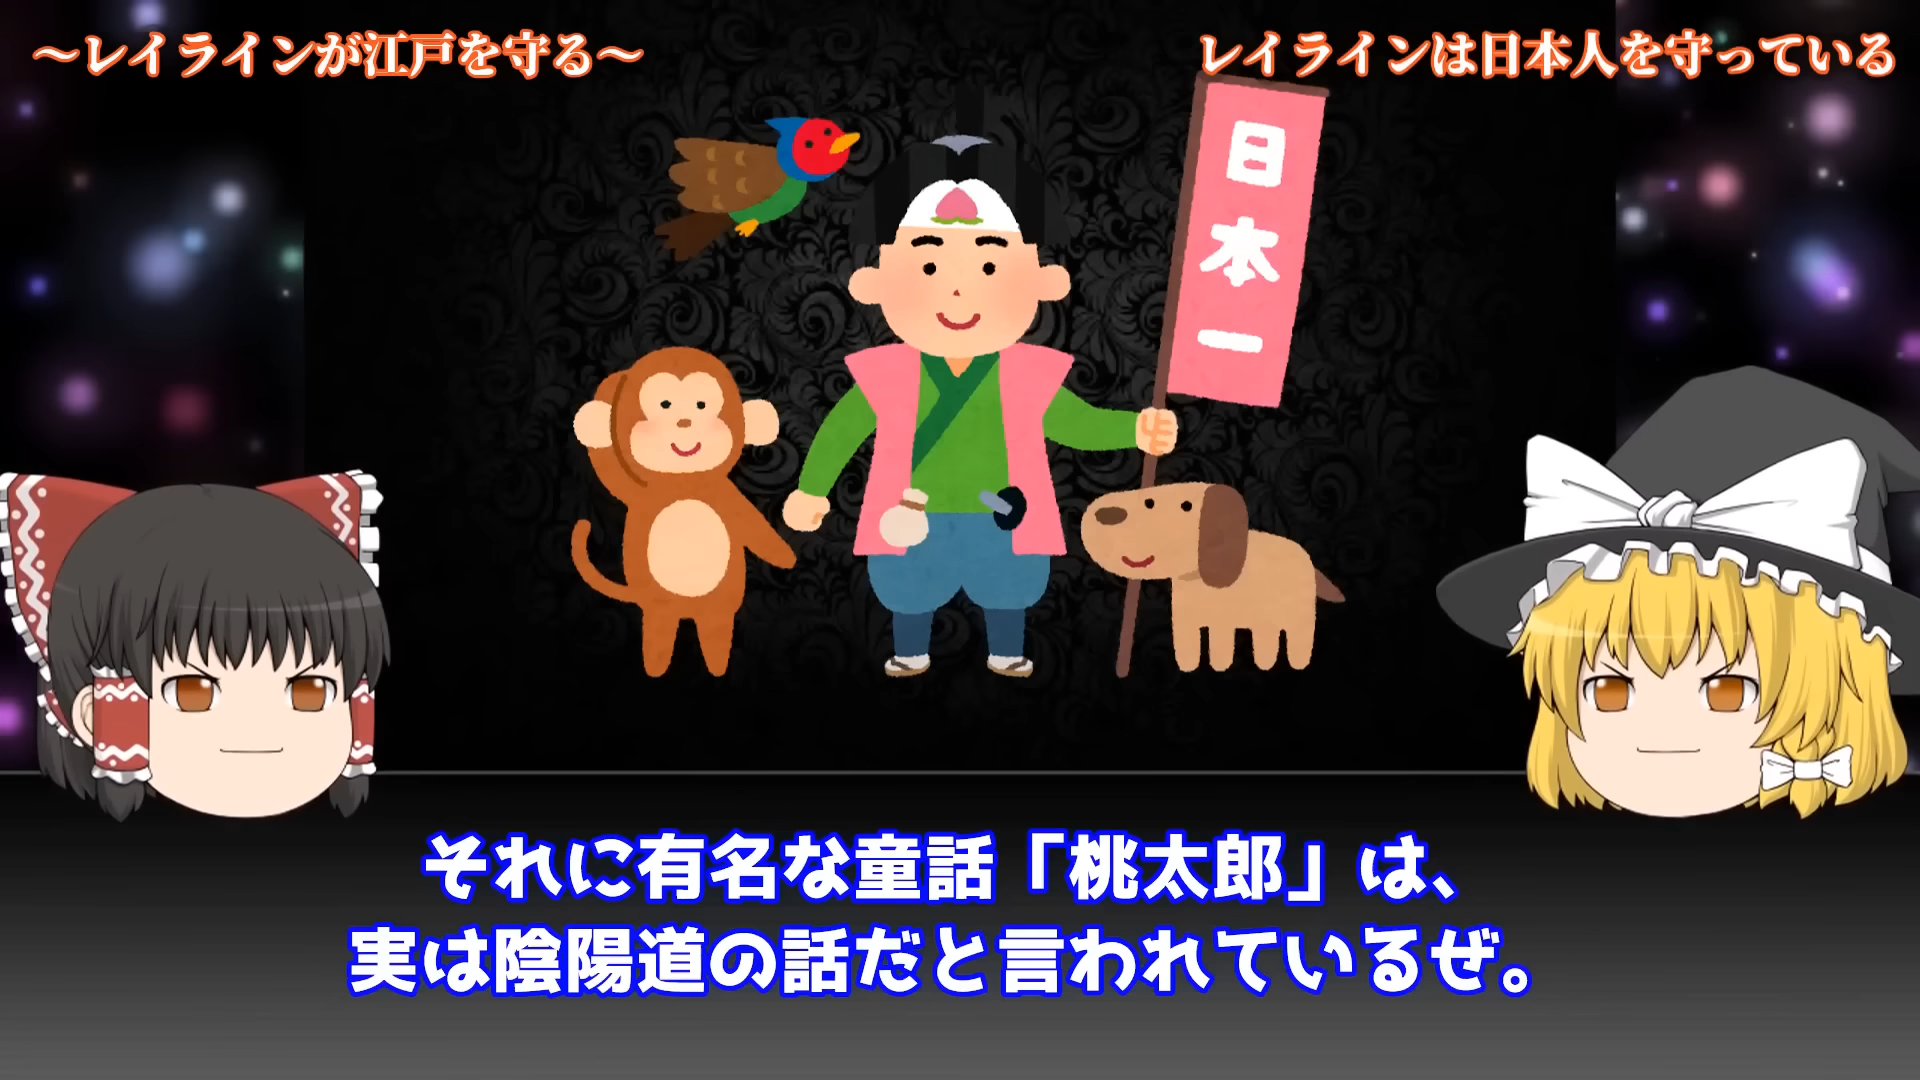 ～レイラインが江戸を守る～
レイラインは日本人を守っている
日本一
それに有名な童話「桃太郎」は、
実は陰陽道の話だと言われているぜ。